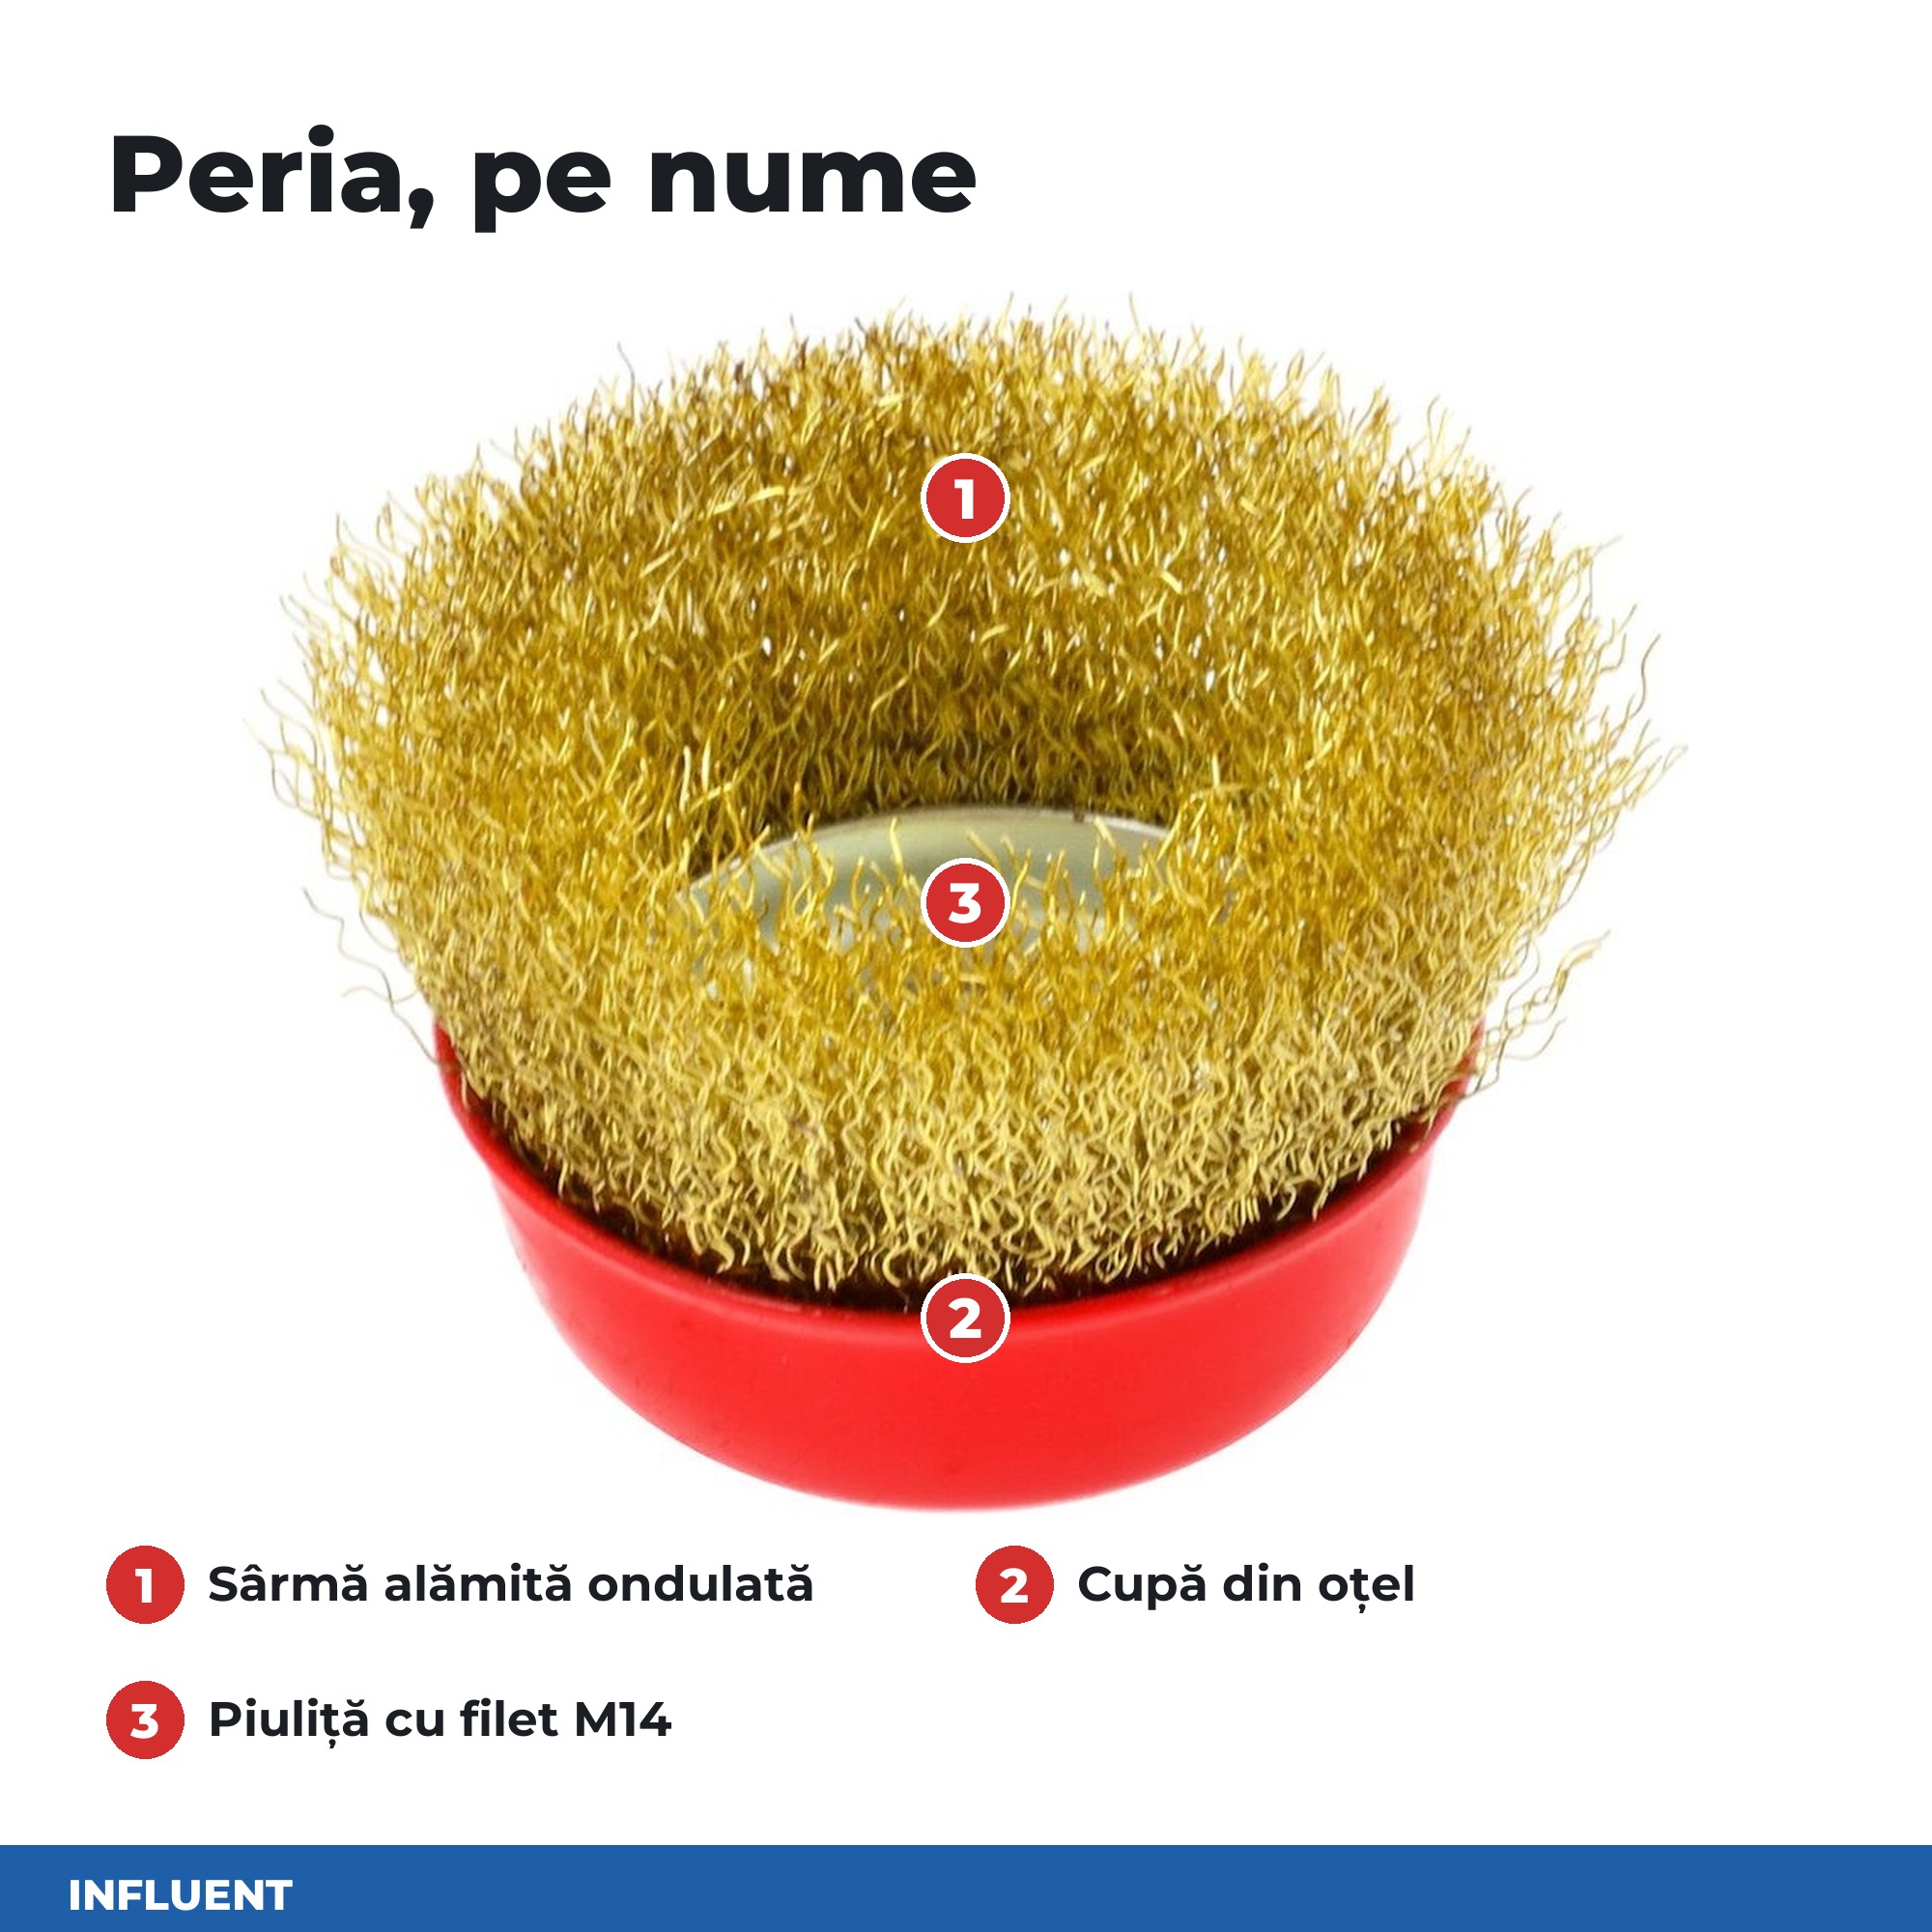 Peria, pe nume
1
3
2
1 Sârmă alămită ondulată
2 Cupă din oțel
3 Piuliță cu filet M14
INFLUENT